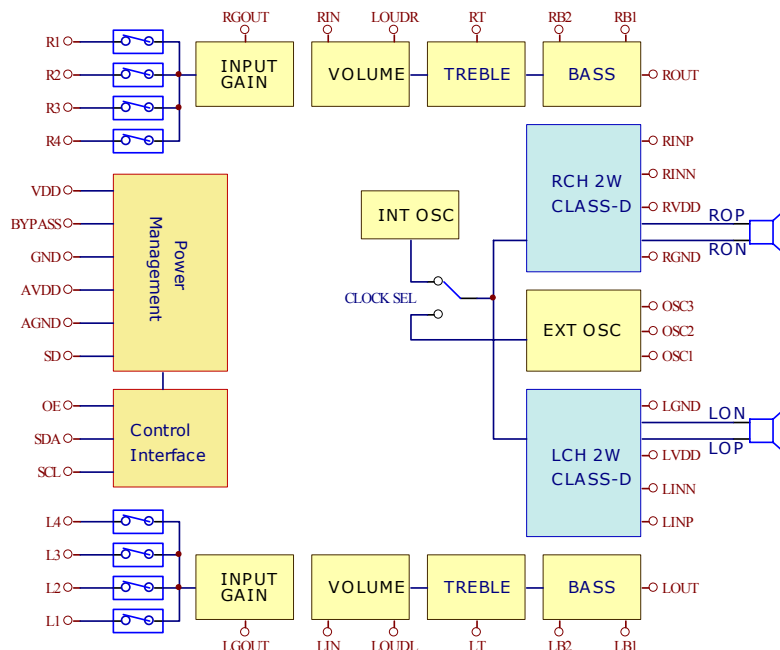 RGOUT RIN LOUDR RT RB2 RB1
R1
R2
R3
R4
INPUT
GAIN
VOLUME
TREBLE
BASS
ROUT
VDD
BYPASS
GND
AVDD
AGND
SD
Power
Management
INT OSC
CLOCK SEL
RCH 2W
CLASS-D
RINP
RINN
RVDD
ROP
RON
RGND
EXT OSC
OSC3
OSC2
OSC1
OE
SDA
SCL
Control
Interface
LCH 2W
CLASS-D
LGND
LON
LOP
LVDD
LINN
LINP
L4
L3
L2
L1
INPUT
GAIN
VOLUME
TREBLE
BASS
LOUT
LGOUT LIN LOUDL LT LB2 LB1